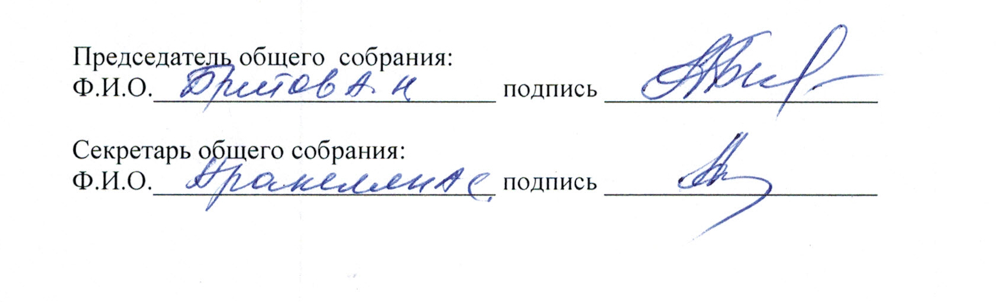 Председатель общего собрания:
Ф.И.О. Бритов А. Н подпись
Секретарь общего собрания:
Ф.И.О. подпись